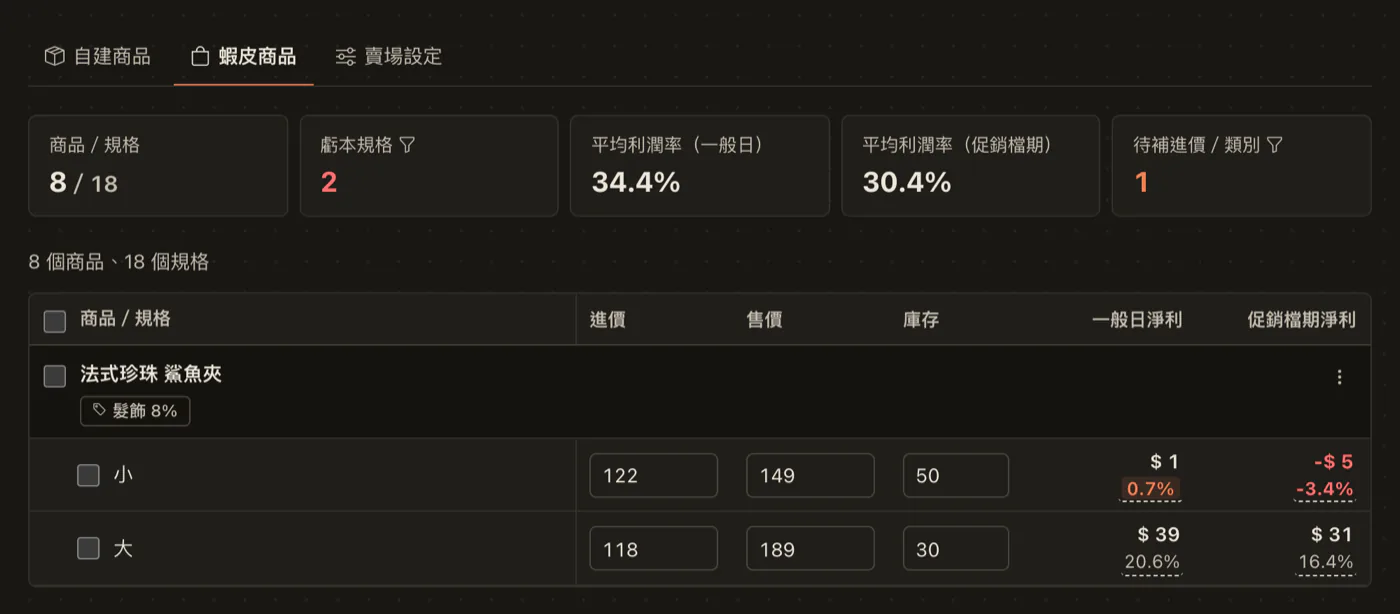 自建商品 蝦皮商品 賣場設定
商品 / 規格
8 / 18
虧本規格
2
平均利潤率（一般日）
34.4%
平均利潤率（促銷檔期）
30.4%
待補進價 / 類別
1
8 個商品、18 個規格
商品 / 規格 進價 售價 庫存 一般日淨利 促銷檔期淨利
法式珍珠 鯊魚夾
髮飾 8%
小 122 149 50 $ 1 -$ 5
0.7% -3.4%
大 118 189 30 $ 39 $ 31
20.6% 16.4%